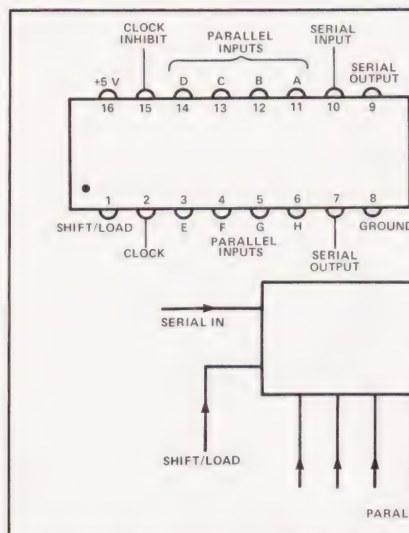 CLOCK
INHIBIT
PARALLEL
INPUTS
SERIAL
INPUT
SERIAL
OUTPUT
+5 V
D C B A
16 15 14 13 12 11 10 9
1 2 3 4 5 6 7 8
SHIFT/LOAD
E F G H
GROUND
CLOCK
PARALLEL
INPUTS
SERIAL
OUTPUT
SERIAL IN
SHIFT/LOAD
PARAL